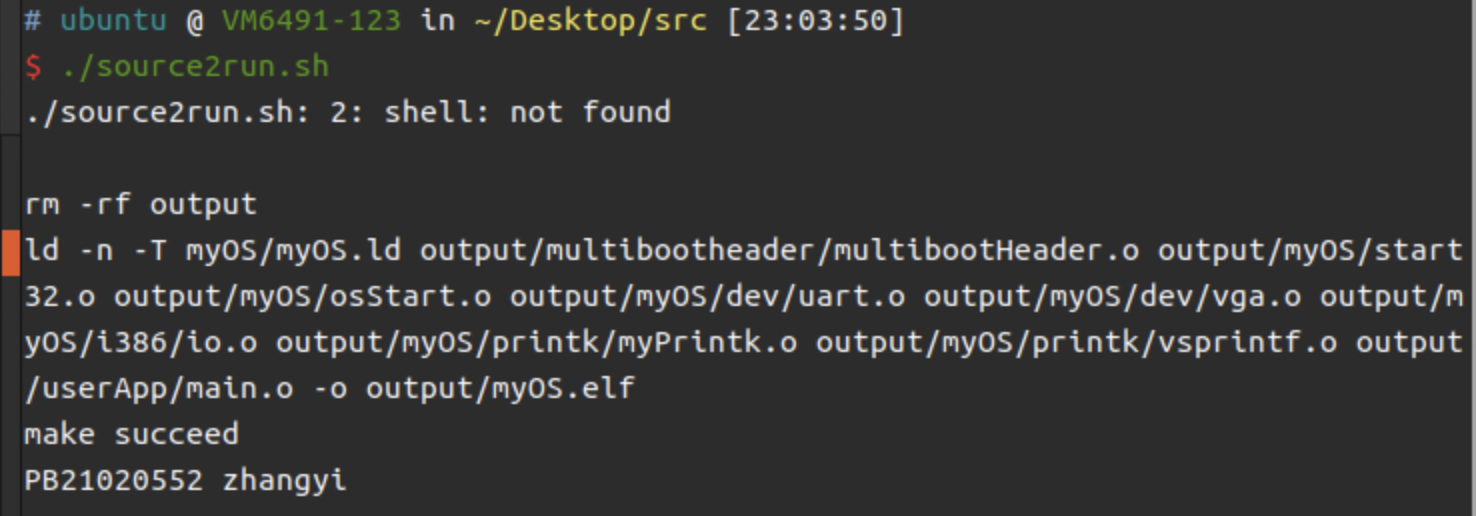 # ubuntu @ VM6491-123 in ~/Desktop/src [23:03:50]
$ ./source2run.sh
./source2run.sh: 2: shell: not found
rm -rf output
ld -n -T myOS/myOS.ld output/multibootheader/multibootHeader.o output/myOS/start
32.o output/myOS/osStart.o output/myOS/dev/uart.o output/myOS/dev/vga.o output/m
yOS/i386/io.o output/myOS/printk/myPrintk.o output/myOS/printk/vsprintf.o output
/userApp/main.o -o output/myOS.elf
make succeed
PB21020552 zhangyi